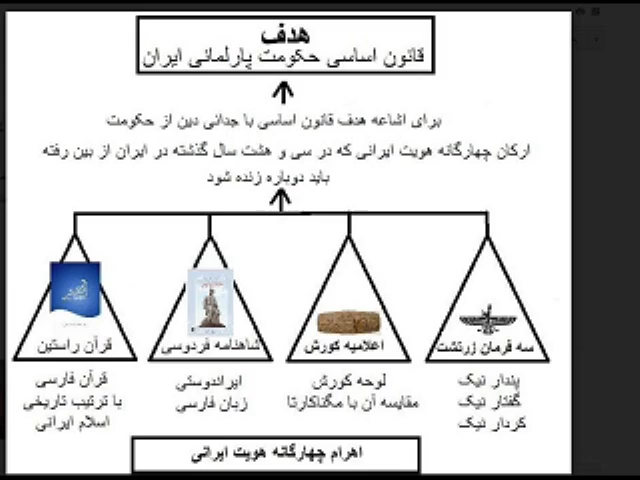 هدف
قانون اساسی حکومت پارلمانی ایران
برای اشاعه هدف قانون اساسی با جدائی دین از حکومت
ارکان چهارگانه هویت ایرانی که در سی و هشت سال گذشته در ایران از بین رفته
باید دوباره زنده شود
سه فرمان زرتشت
پندار نیک
گفتار نیک
کردار نیک
اعلامیه کورش
لوحه کورش
مقایسه آن با مگناکارتا
شاهنامه فردوسی
ایراندوستی
زبان فارسی
قرآن راستین
قرآن فارسی
با ترتیب تاریخی
اسلام ایرانی
اهرام چهارگانه هویت ایرانی